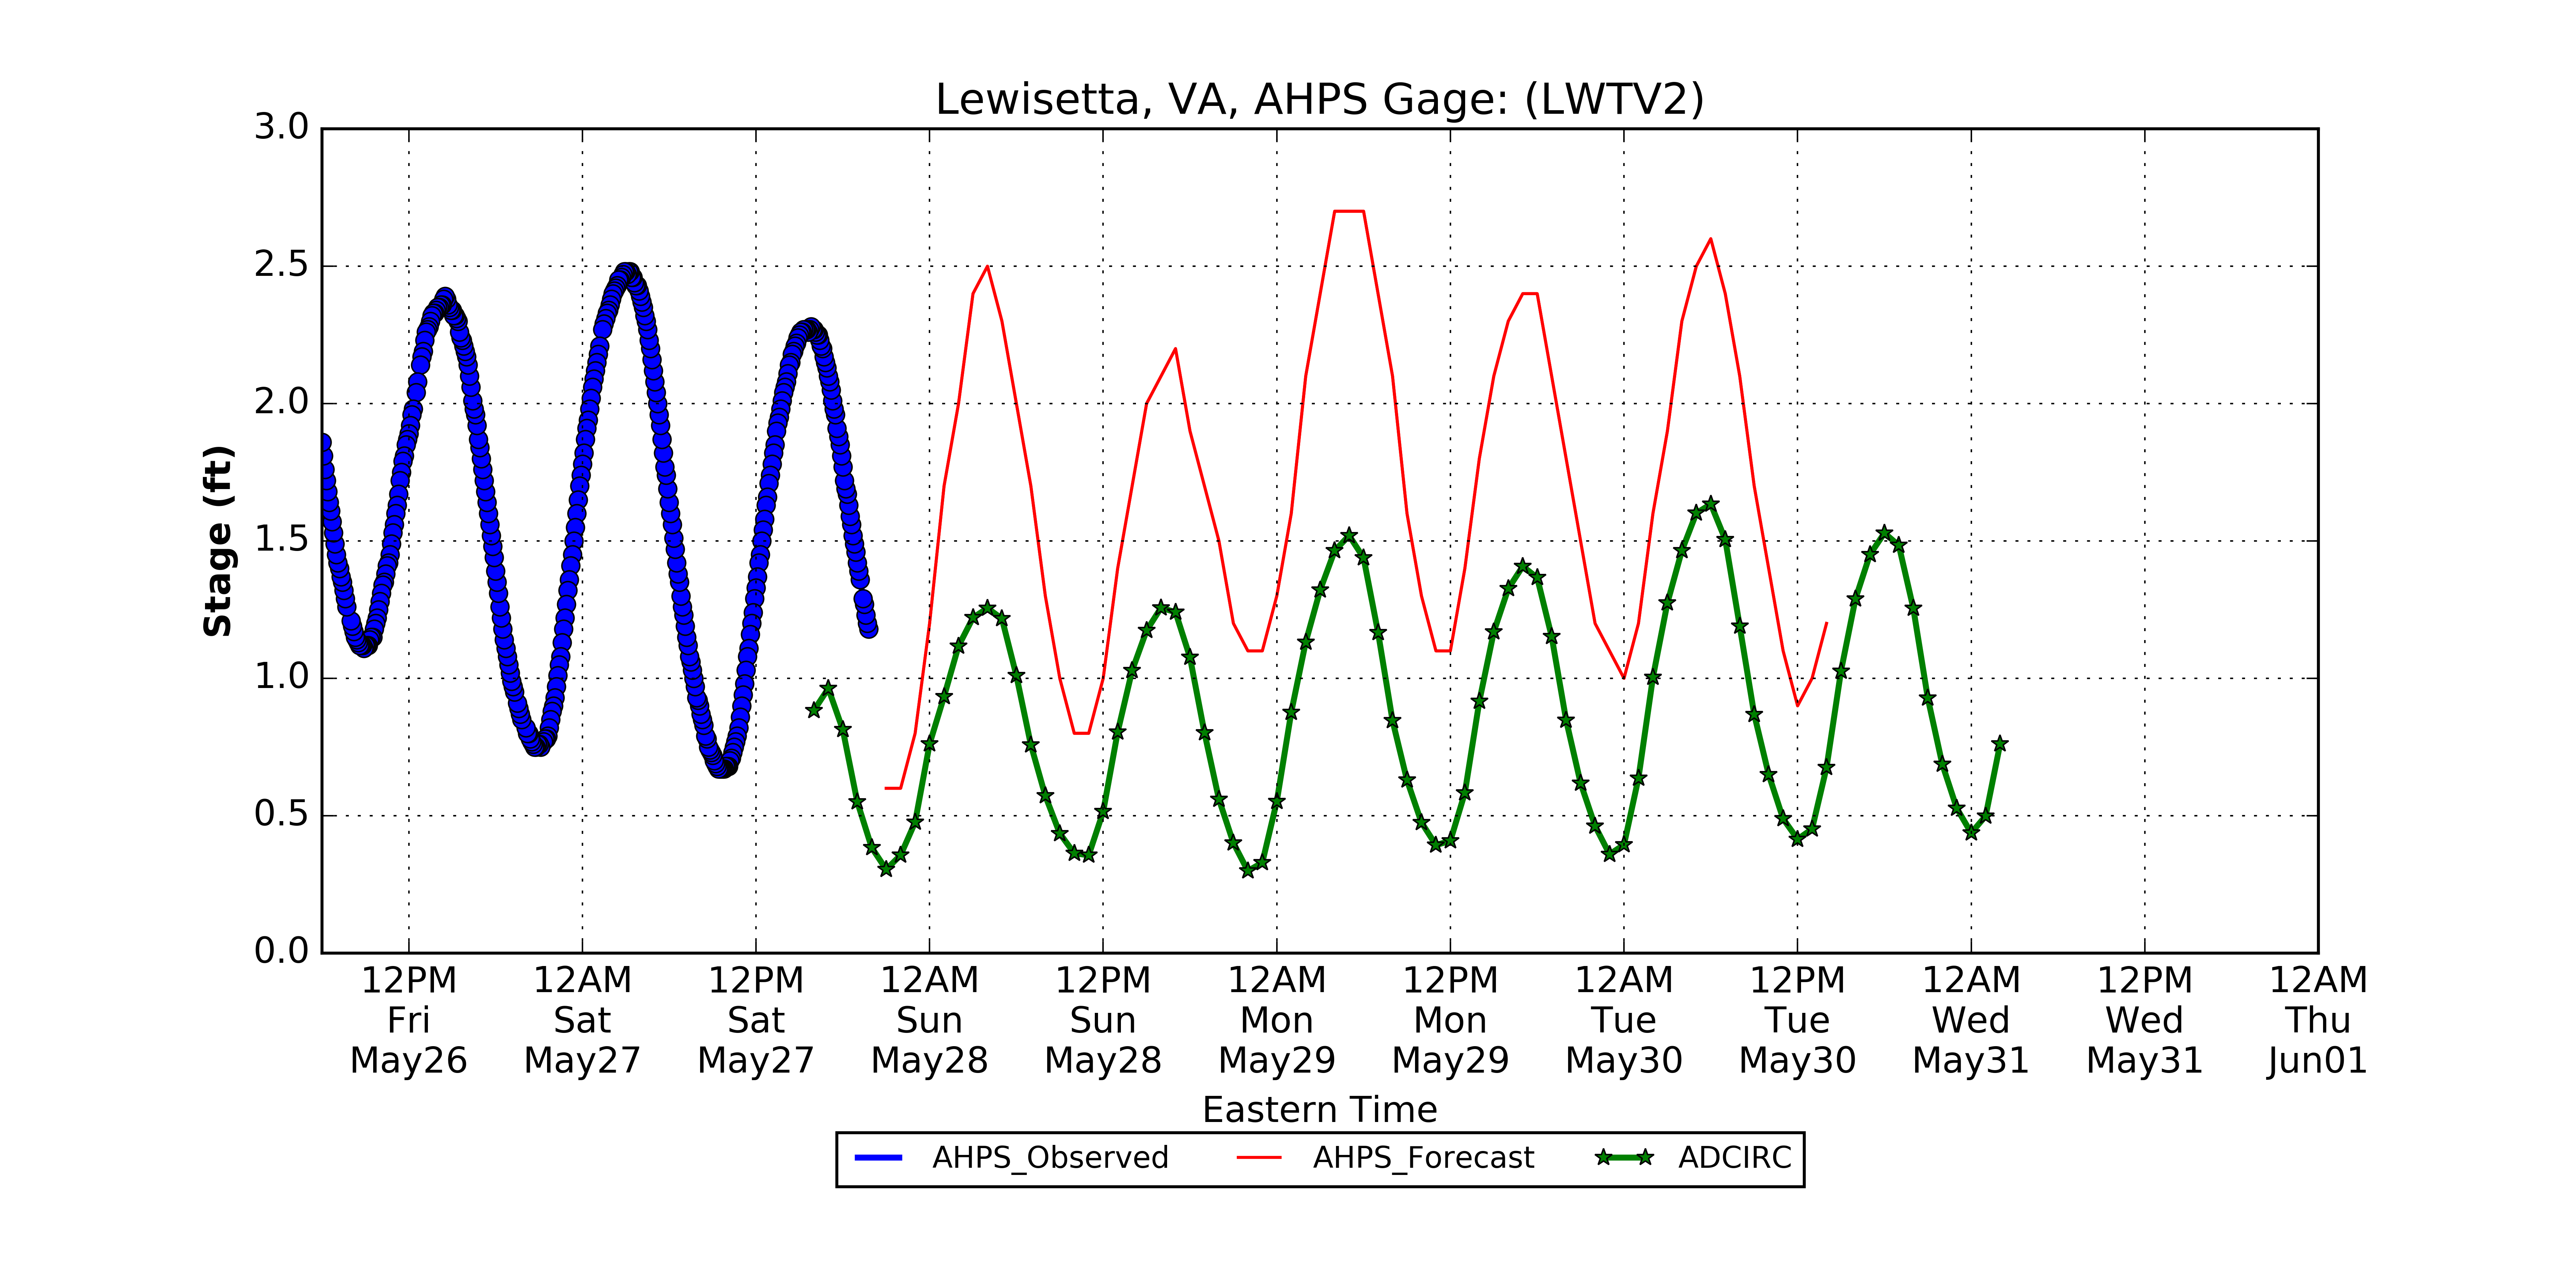 Lewisetta, VA, AHPS Gage: (LWTV2)
3.0
2.5
2.0
1.5
1.0
0.5
0.0
Stage (ft)
12PM 12AM 12PM 12AM 12PM 12AM 12PM 12AM 12PM 12AM 12PM 12AM
Fri Sat Sat Sun Sun Mon Mon Tue Tue Wed Wed Thu
May26 May27 May27 May28 May28 May29 May29 May30 May30 May31 May31 Jun01
Eastern Time
AHPS_Observed AHPS_Forecast ADCIRC